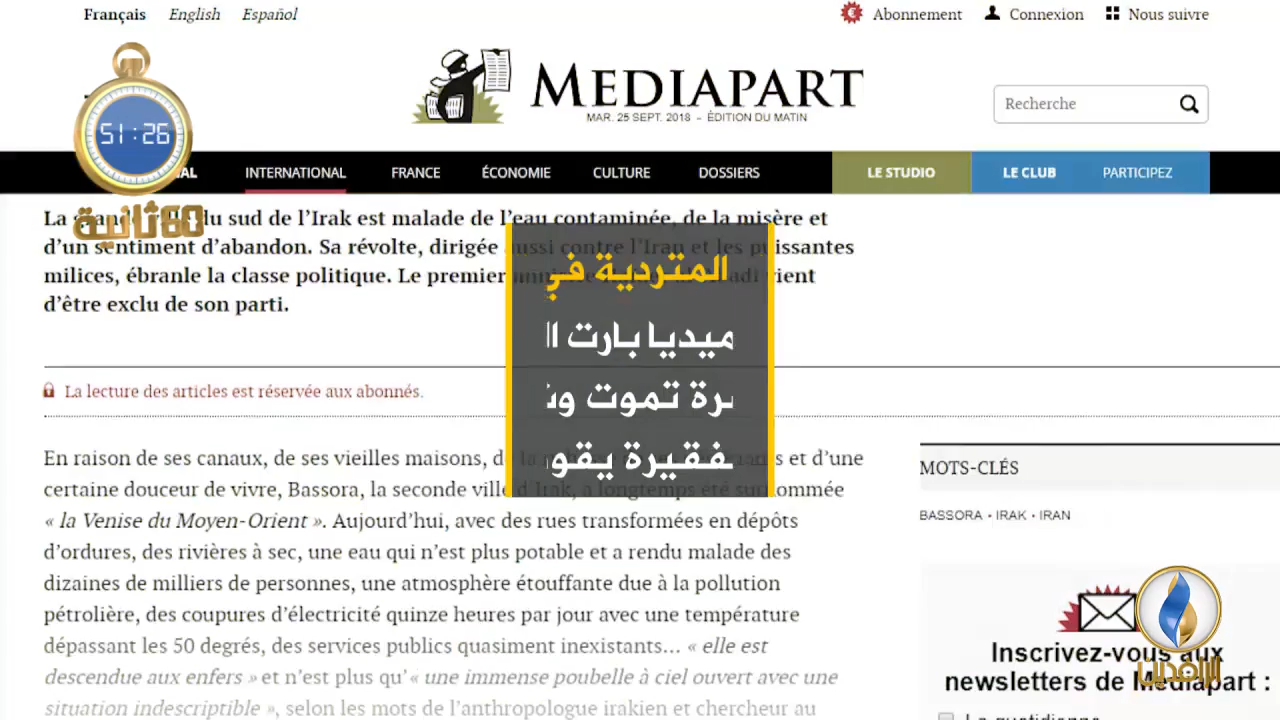 Français English Español
Abonnement Connexion Nous suivre
MEDIAPART
MAR. 25 SEPT. 2018 - ÉDITION DU MATIN
Recherche
51:26
INTERNATIONAL FRANCE ÉCONOMIE CULTURE DOSSIERS LE STUDIO LE CLUB PARTICIPEZ
60ثانية
La du sud de l'Irak est malade de l'eau contaminée, de la misère et
d'un sentiment d'abandon. Sa révolte, dirigée aussi contre l'Iran et les puissantes
milices, ébranle la classe politique. Le premier vient
d'être exclu de son parti.
المتردية في
ميديا بارت
تموت
يقو
La lecture des articles est réservée aux abonnés.
En raison de ses canaux, de ses vieilles maisons, de la et d'une
certaine douceur de vivre, Bassora, la seconde ville d'Irak, a longtemps été surnommée
« la Venise du Moyen-Orient ». Aujourd'hui, avec des rues transformées en dépôts
d'ordures, des rivières à sec, une eau qui n'est plus potable et a rendu malade des
dizaines de milliers de personnes, une atmosphère étouffante due à la pollution
pétrolière, des coupures d'électricité quinze heures par jour avec une température
dépassant les 50 degrés, des services publics quasiment inexistants... « elle est
descendue aux enfers » et n'est plus qu'« une immense poubelle à ciel ouvert avec une
situation indescriptible », selon les mots de l'anthropologue irakien et chercheur au
MOTS-CLÉS
BASSORA • IRAK • IRAN
Inscrivez-vous aux
newsletters de Mediapart :
الرافدين
La quotidienne